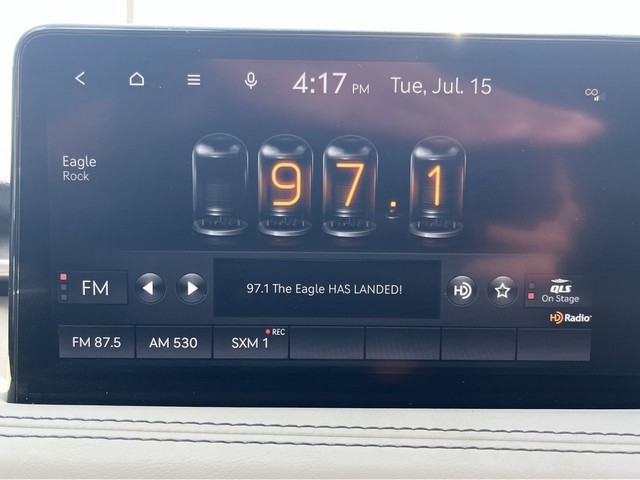 4:17 PM Tue, Jul. 15
Eagle
Rock
97.1
FM
97.1 The Eagle HAS LANDED!
HD
QLS
On Stage
HD Radio
FM 87.5
AM 530
SXM 1
REC